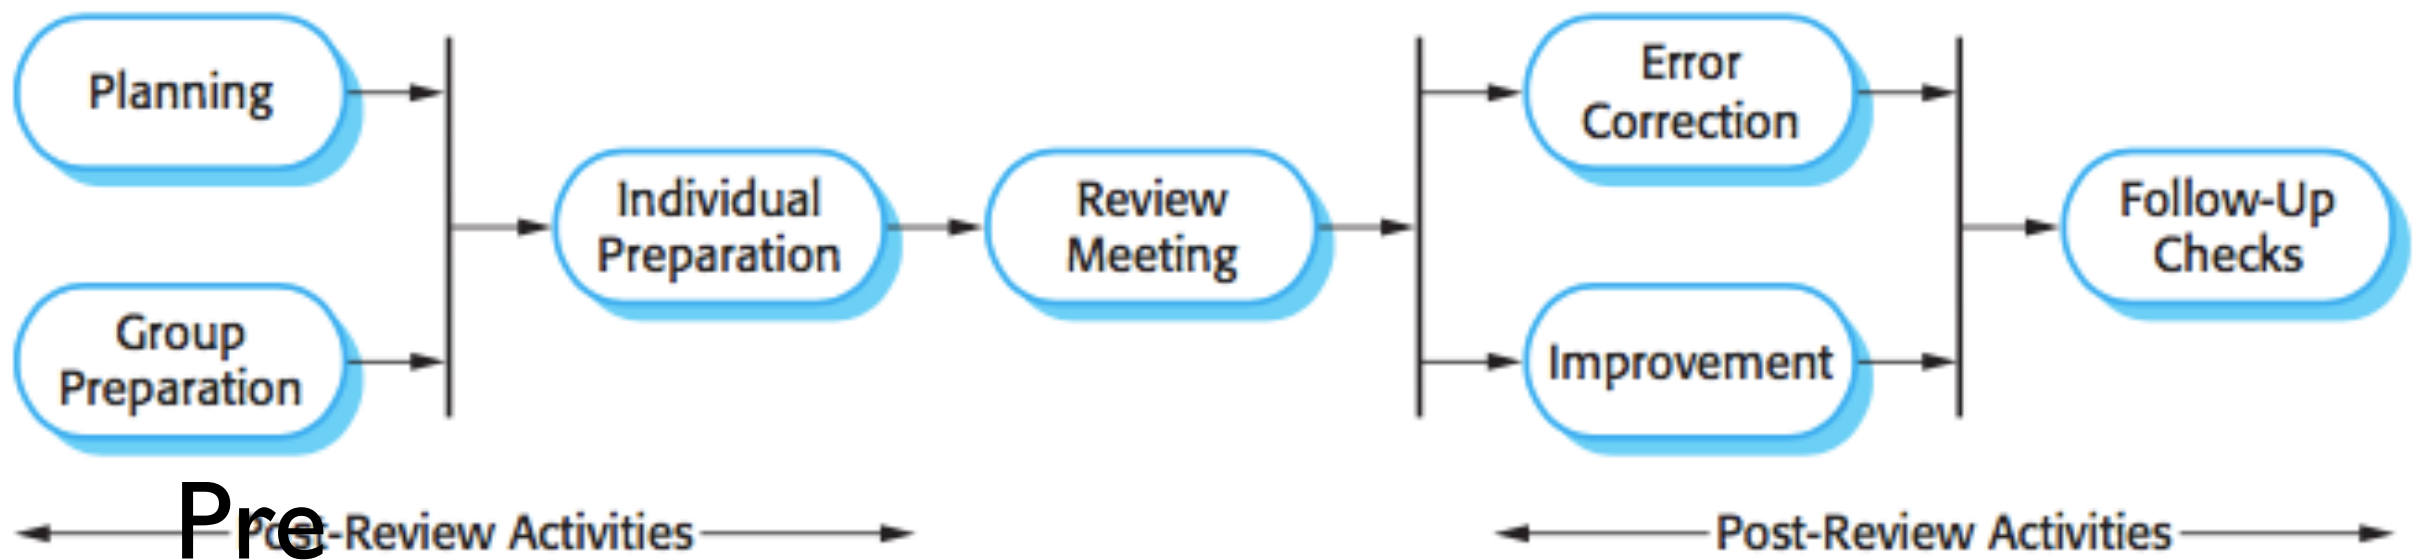 Planning
Group
Preparation
Individual
Preparation
Review
Meeting
Error
Correction
Improvement
Follow-Up
Checks
Pre
Post-Review Activities
Post-Review Activities